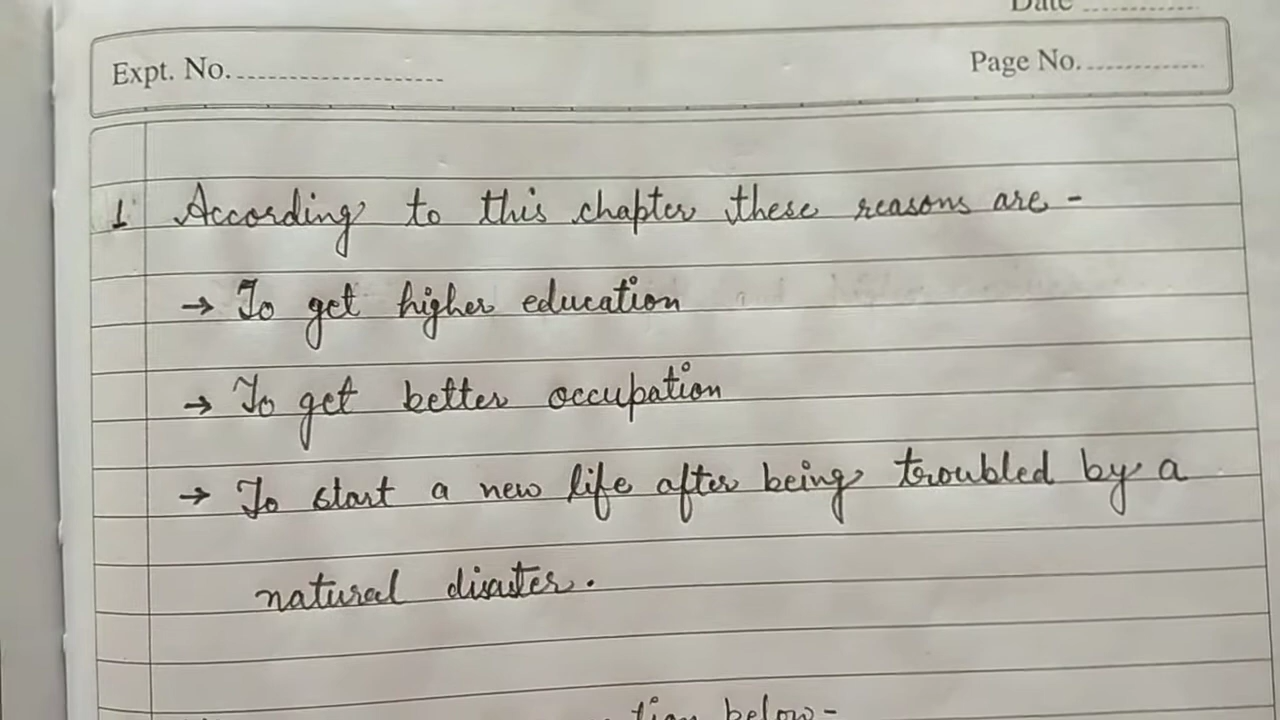 Date ..............
Expt. No. ........................
Page No. ..............
1 According to this chapter these reasons are -
→ To get higher education
→ To get better occupation
→ To start a new life after being troubled by a
natural disaster.
below-